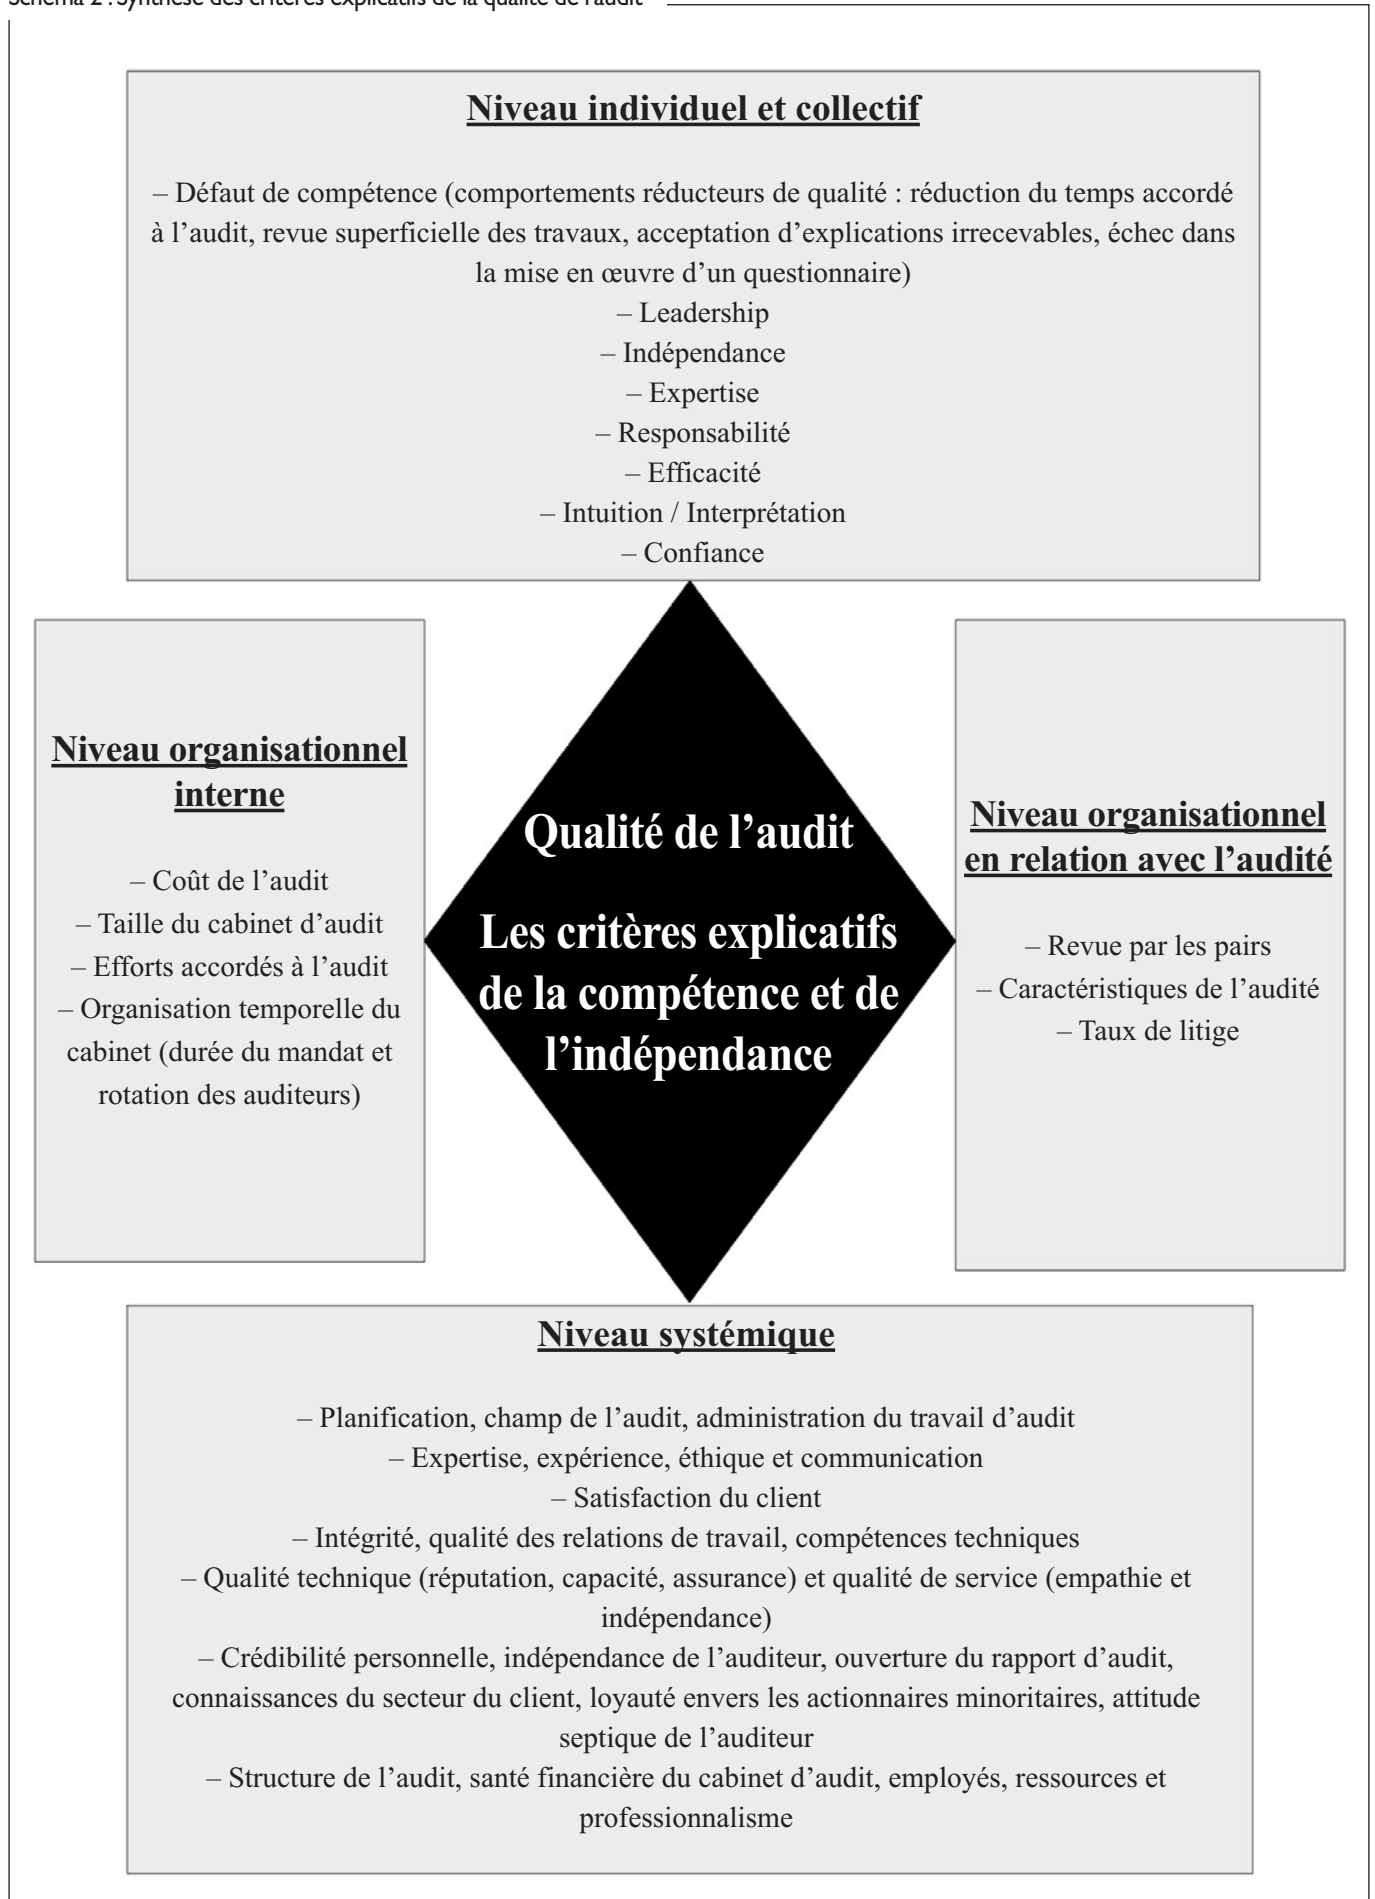 Schéma 2 : Synthèse des critères explicatifs de la qualité de l'audit
Niveau individuel et collectif
– Défaut de compétence (comportements réducteurs de qualité : réduction du temps accordé
à l’audit, revue superficielle des travaux, acceptation d’explications irrecevables, échec dans
la mise en œuvre d’un questionnaire)
– Leadership
– Indépendance
– Expertise
– Responsabilité
– Efficacité
– Intuition / Interprétation
– Confiance
Niveau organisationnel
interne
– Coût de l’audit
– Taille du cabinet d’audit
– Efforts accordés à l’audit
– Organisation temporelle du
cabinet (durée du mandat et
rotation des auditeurs)
Qualité de l’audit
Les critères explicatifs
de la compétence et de
l’indépendance
Niveau organisationnel
en relation avec l’audité
– Revue par les pairs
– Caractéristiques de l’audité
– Taux de litige
Niveau systémique
– Planification, champ de l’audit, administration du travail d’audit
– Expertise, expérience, éthique et communication
– Satisfaction du client
– Intégrité, qualité des relations de travail, compétences techniques
– Qualité technique (réputation, capacité, assurance) et qualité de service (empathie et
indépendance)
– Crédibilité personnelle, indépendance de l’auditeur, ouverture du rapport d’audit,
connaissances du secteur du client, loyauté envers les actionnaires minoritaires, attitude
septique de l’auditeur
– Structure de l’audit, santé financière du cabinet d’audit, employés, ressources et
professionnalisme